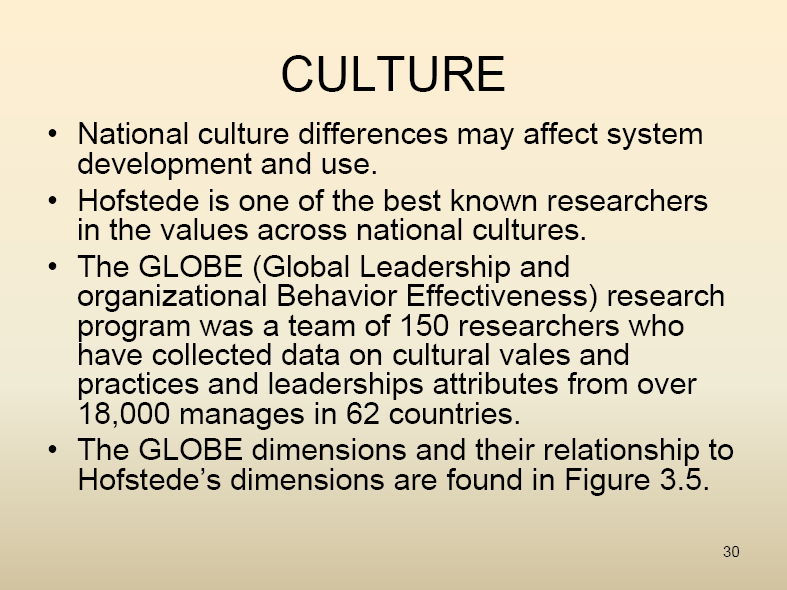 CULTURE
• National culture differences may affect system
development and use.
• Hofstede is one of the best known researchers
in the values across national cultures.
• The GLOBE (Global Leadership and
organizational Behavior Effectiveness) research
program was a team of 150 researchers who
have collected data on cultural vales and
practices and leaderships attributes from over
18,000 manages in 62 countries.
• The GLOBE dimensions and their relationship to
Hofstede’s dimensions are found in Figure 3.5.
30